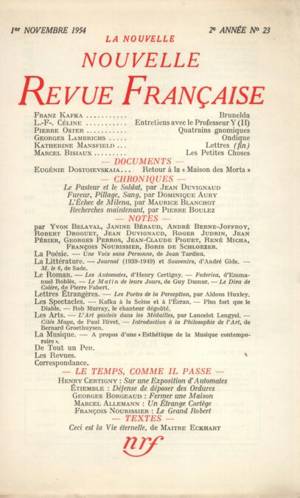 1er NOVEMBRE 1954 2e ANNÉE No 23
LA NOUVELLE
NOUVELLE
REVUE FRANÇAISE
FRANZ KAFKA ........... Brunelda
L.-F. CÉLINE ........... Entretiens avec le Professeur Y (II)
PIERRE OSTER ........... Quatrains gnomiques
GEORGES LAMBRICHS ...... Ondique
KATHERINE MANSFIELD.... Lettres (fin)
MARCEL BISIAUX ......... Les Petites Choses
— DOCUMENTS —
EUGÉNIE DOSTOIEVSKAIA... Retour à la « Maison des Morts »
— CHRONIQUES —
Le Pasteur et le Soldat, par JEAN DUVIGNAUD
Fureur, Pillage, Sang, par DOMINIQUE AURY
L'Échec de Milena, par MAURICE BLANCHOT
Recherches maintenant, par PIERRE BOULEZ
— NOTES —
par YVON BELAVAL, JANINE BÉRAUD, ANDRÉ BERNE-JOFFROY,
ROBERT DROGUET, JEAN DUVIGNAUD, ROGER JUDRIN, JEAN
PÉRIER, GEORGES PERROS, JEAN-CLAUDE PIGUET, RENÉ MICHA,
FRANÇOIS NOURISSIER, BORIS DE SCHLOEZER.
La Poésie. — Une Voix sans Personne, de Jean Tardieu.
La Littérature. — Journal (1939-1949) et Souvenirs, d'André Gide. —
M. le 6, de Sade.
Le Roman. — Les Automates, d'Henry Certigny. — Federica, d'Emma-
nuel Roblès. — Le Matin de leurs Jours, de Guy Dumur. — Le Dieu de
Colère, de Pierre Fabert.
Lettres Étrangères. — Les Portes de la Perception, par Aldous Huxley.
Les Spectacles. — Kafka à la Seine et à l'Écran. — Plus fort que le
Diable. — Rob Murray, le chanteur dégoûté.
Les Arts. — L'Art gaulois dans les Médailles, par Lancelot Lengyel. —
Cités Maya, de Paul Rivet. — Introduction à la Philosophie de l'Art, de
Bernard Groethuysen.
La Musique. — A propos d'une « Esthétique de la Musique contempo-
raine ».
De Tout un Peu.
Les Revues.
Correspondance.
— LE TEMPS, COMME IL PASSE —
HENRY CERTIGNY : Sur une Exposition d'Automates
ÉTIEMBLE : Défense de déposer des Ordures
GEORGES BORGEAUD : Fermer une Maison
MARCEL ALLEMANN : Un Étrange Cortège
FRANÇOIS NOURISSIER : Le Grand Robert
— TEXTES —
Ceci est la Vie éternelle, de MAITRE ECKHART
nrf